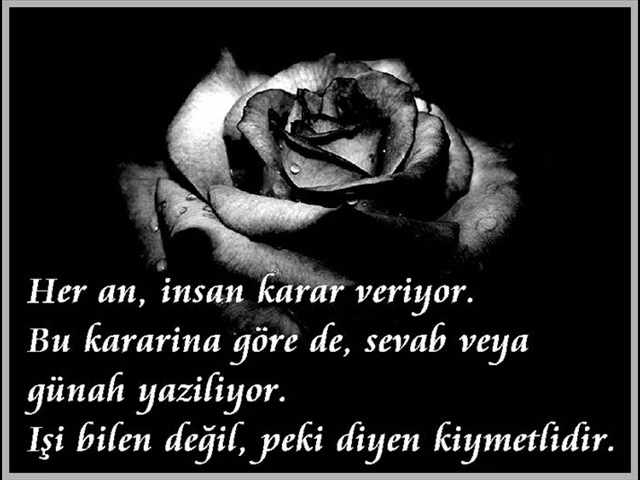 Her an, insan karar veriyor.
Bu kararina göre de, sevab veya
günah yaziliyor.
Işi bilen değil, peki diyen kiymetlidir.